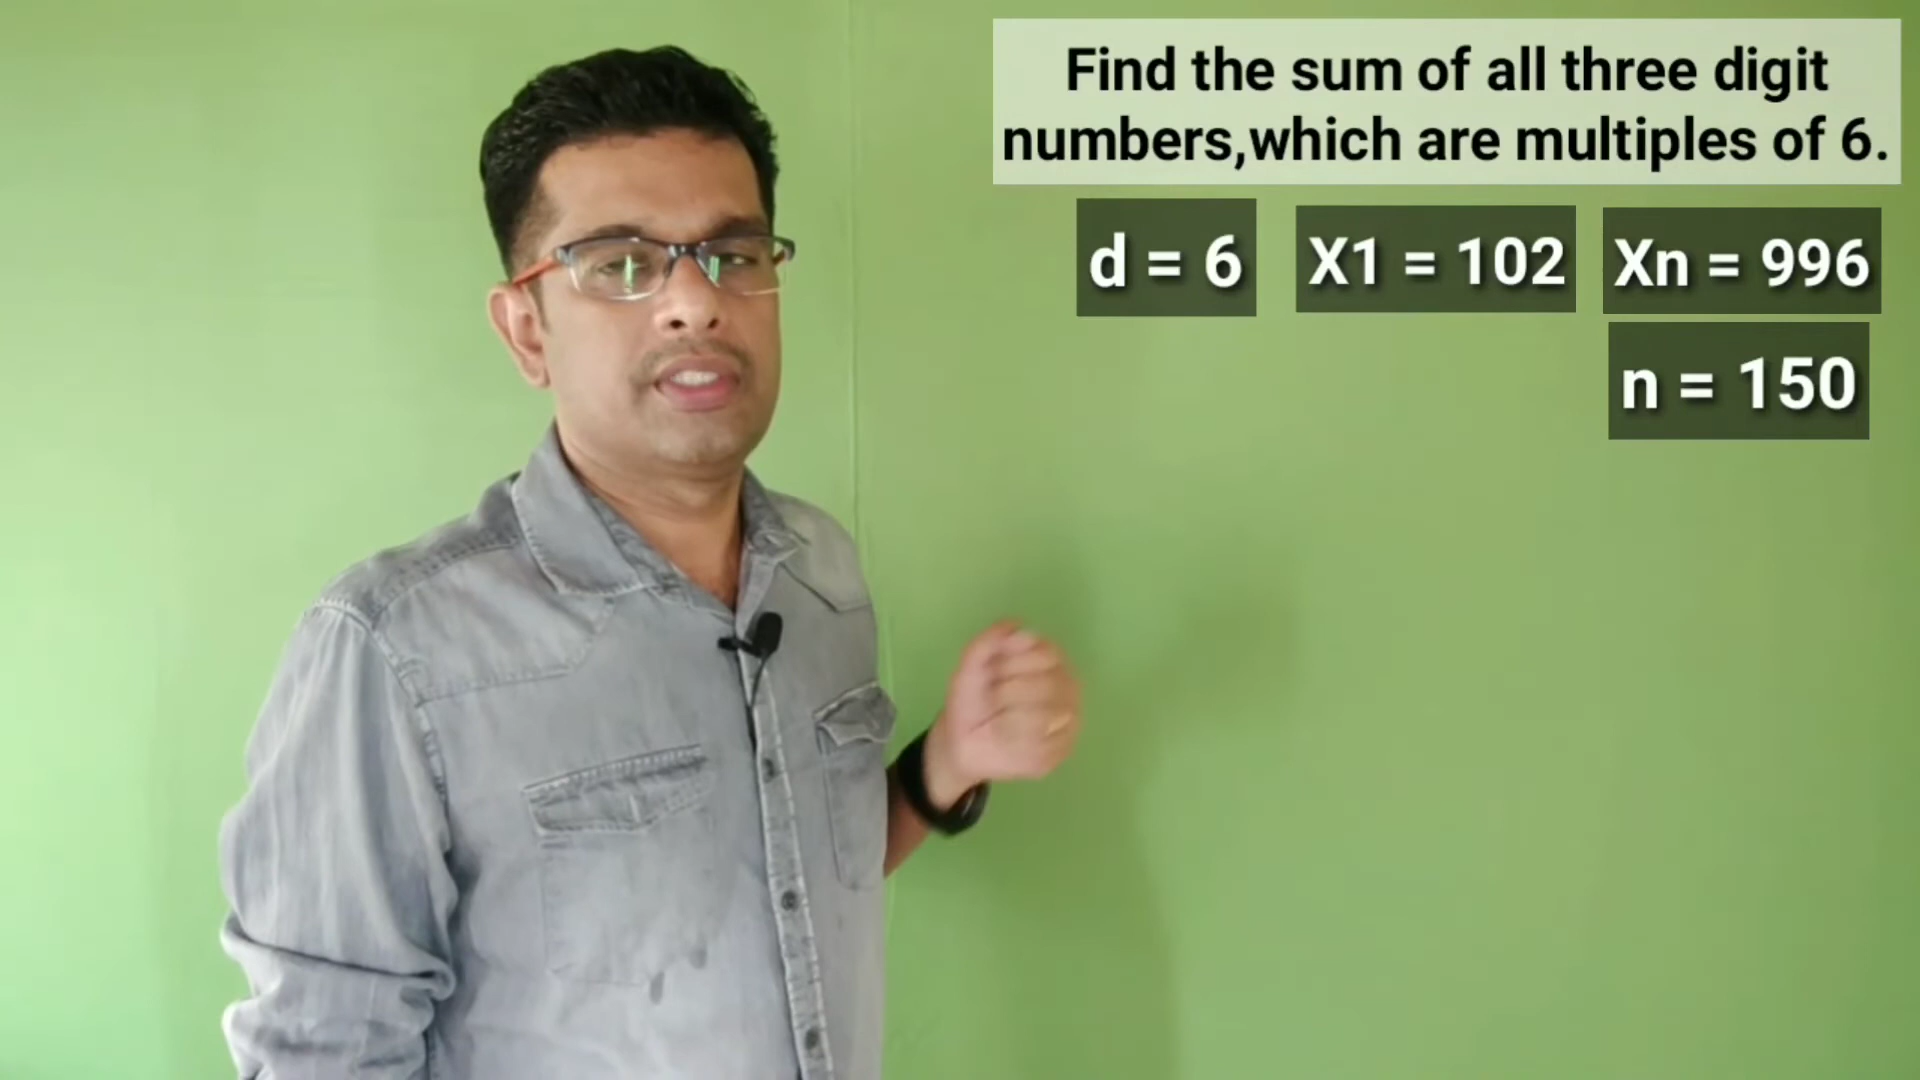 Find the sum of all three digit
numbers,which are multiples of 6.
d = 6 X1 = 102 Xn = 996
n = 150